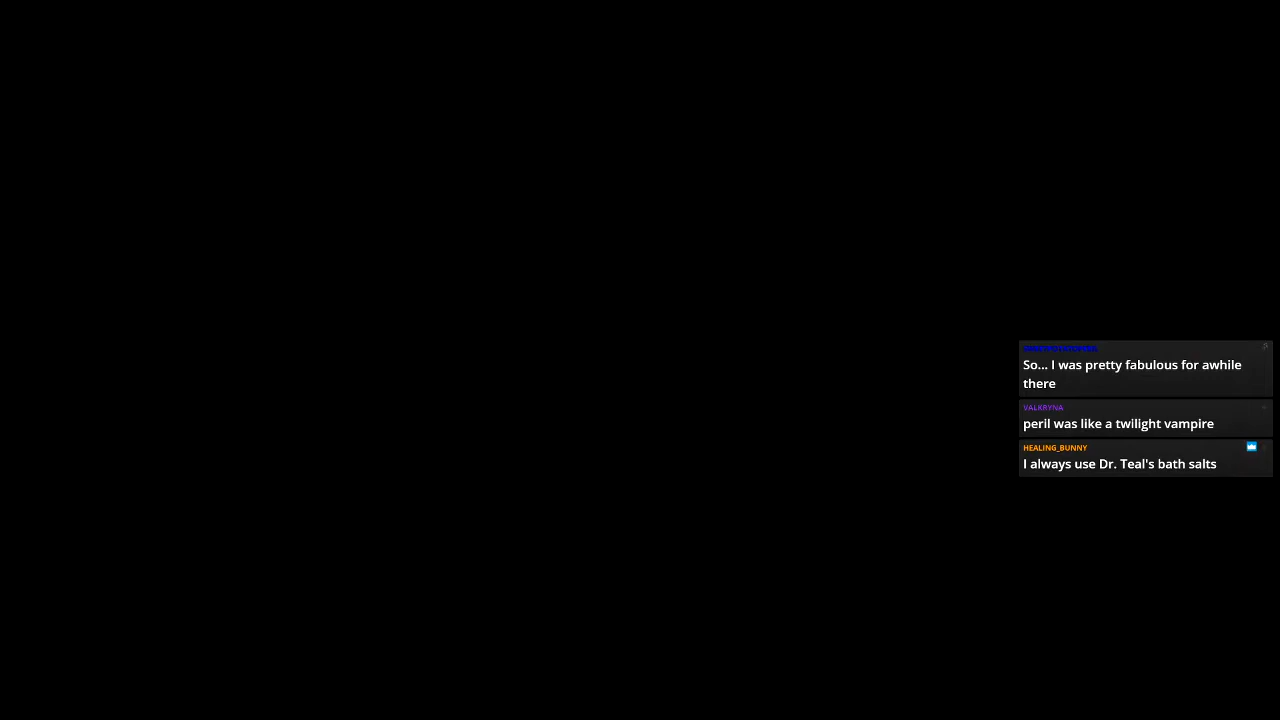 So... I was pretty fabulous for awhile
there
VALKRYNA
peril was like a twilight vampire
HEALING_BUNNY
I always use Dr. Teal's bath salts